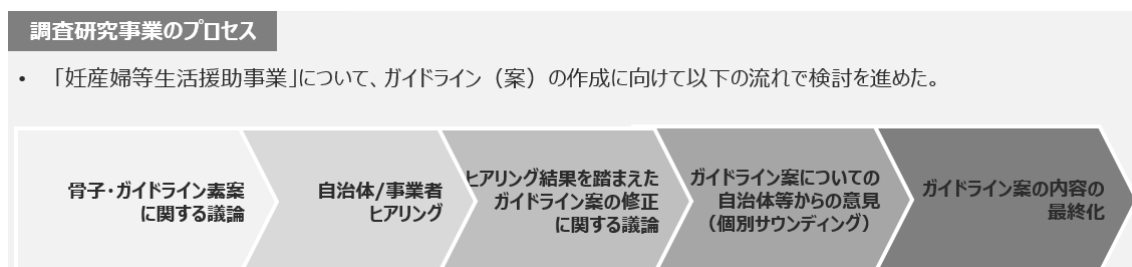 調査研究事業のプロセス
• 「妊産婦等生活援助事業」について、ガイドライン（案）の作成に向けて以下の流れで検討を進めた。
骨子・ガイドライン素案
に関する議論
自治体/事業者
ヒアリング
ヒアリング結果を踏まえた
ガイドライン案の修正
に関する議論
ガイドライン案についての
自治体等からの意見
（個別サウンディング）
ガイドライン案の内容の
最終化